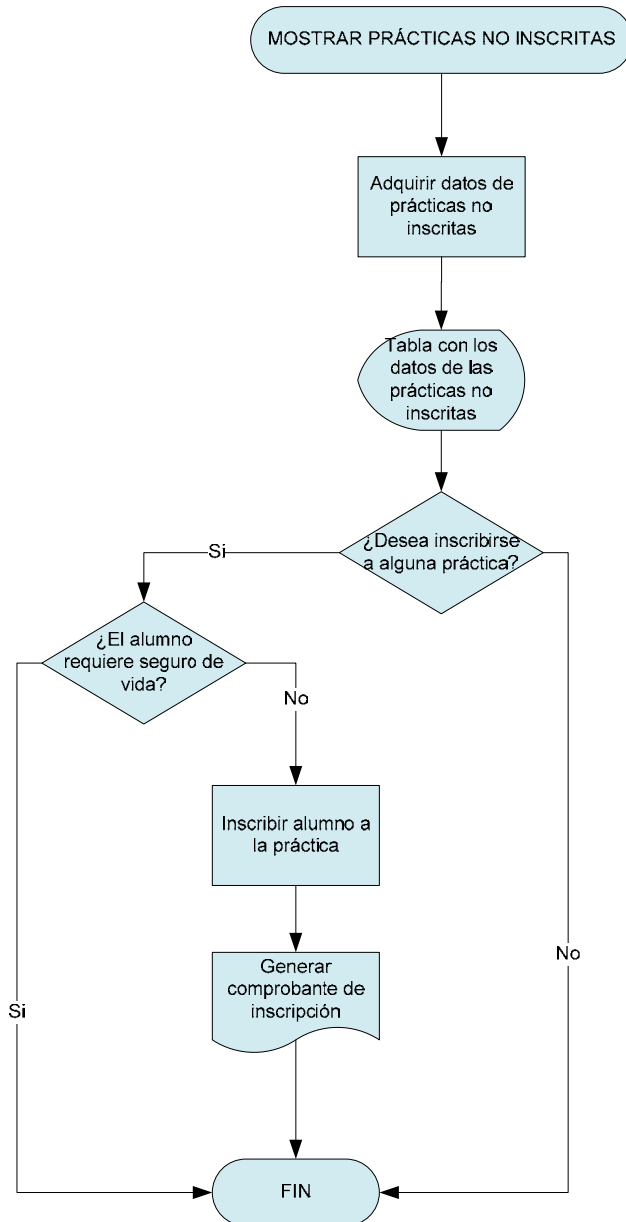 MOSTRAR PRÁCTICAS NO INSCRITAS
Adquirir datos de
prácticas no
inscritas
Tabla con los
datos de las
prácticas no
inscritas
¿Desea inscribirse
a alguna práctica?
Si
¿El alumno
requiere seguro de
vida?
No
Inscribir alumno a
la práctica
Generar
comprobante de
inscripción
No
Si
FIN